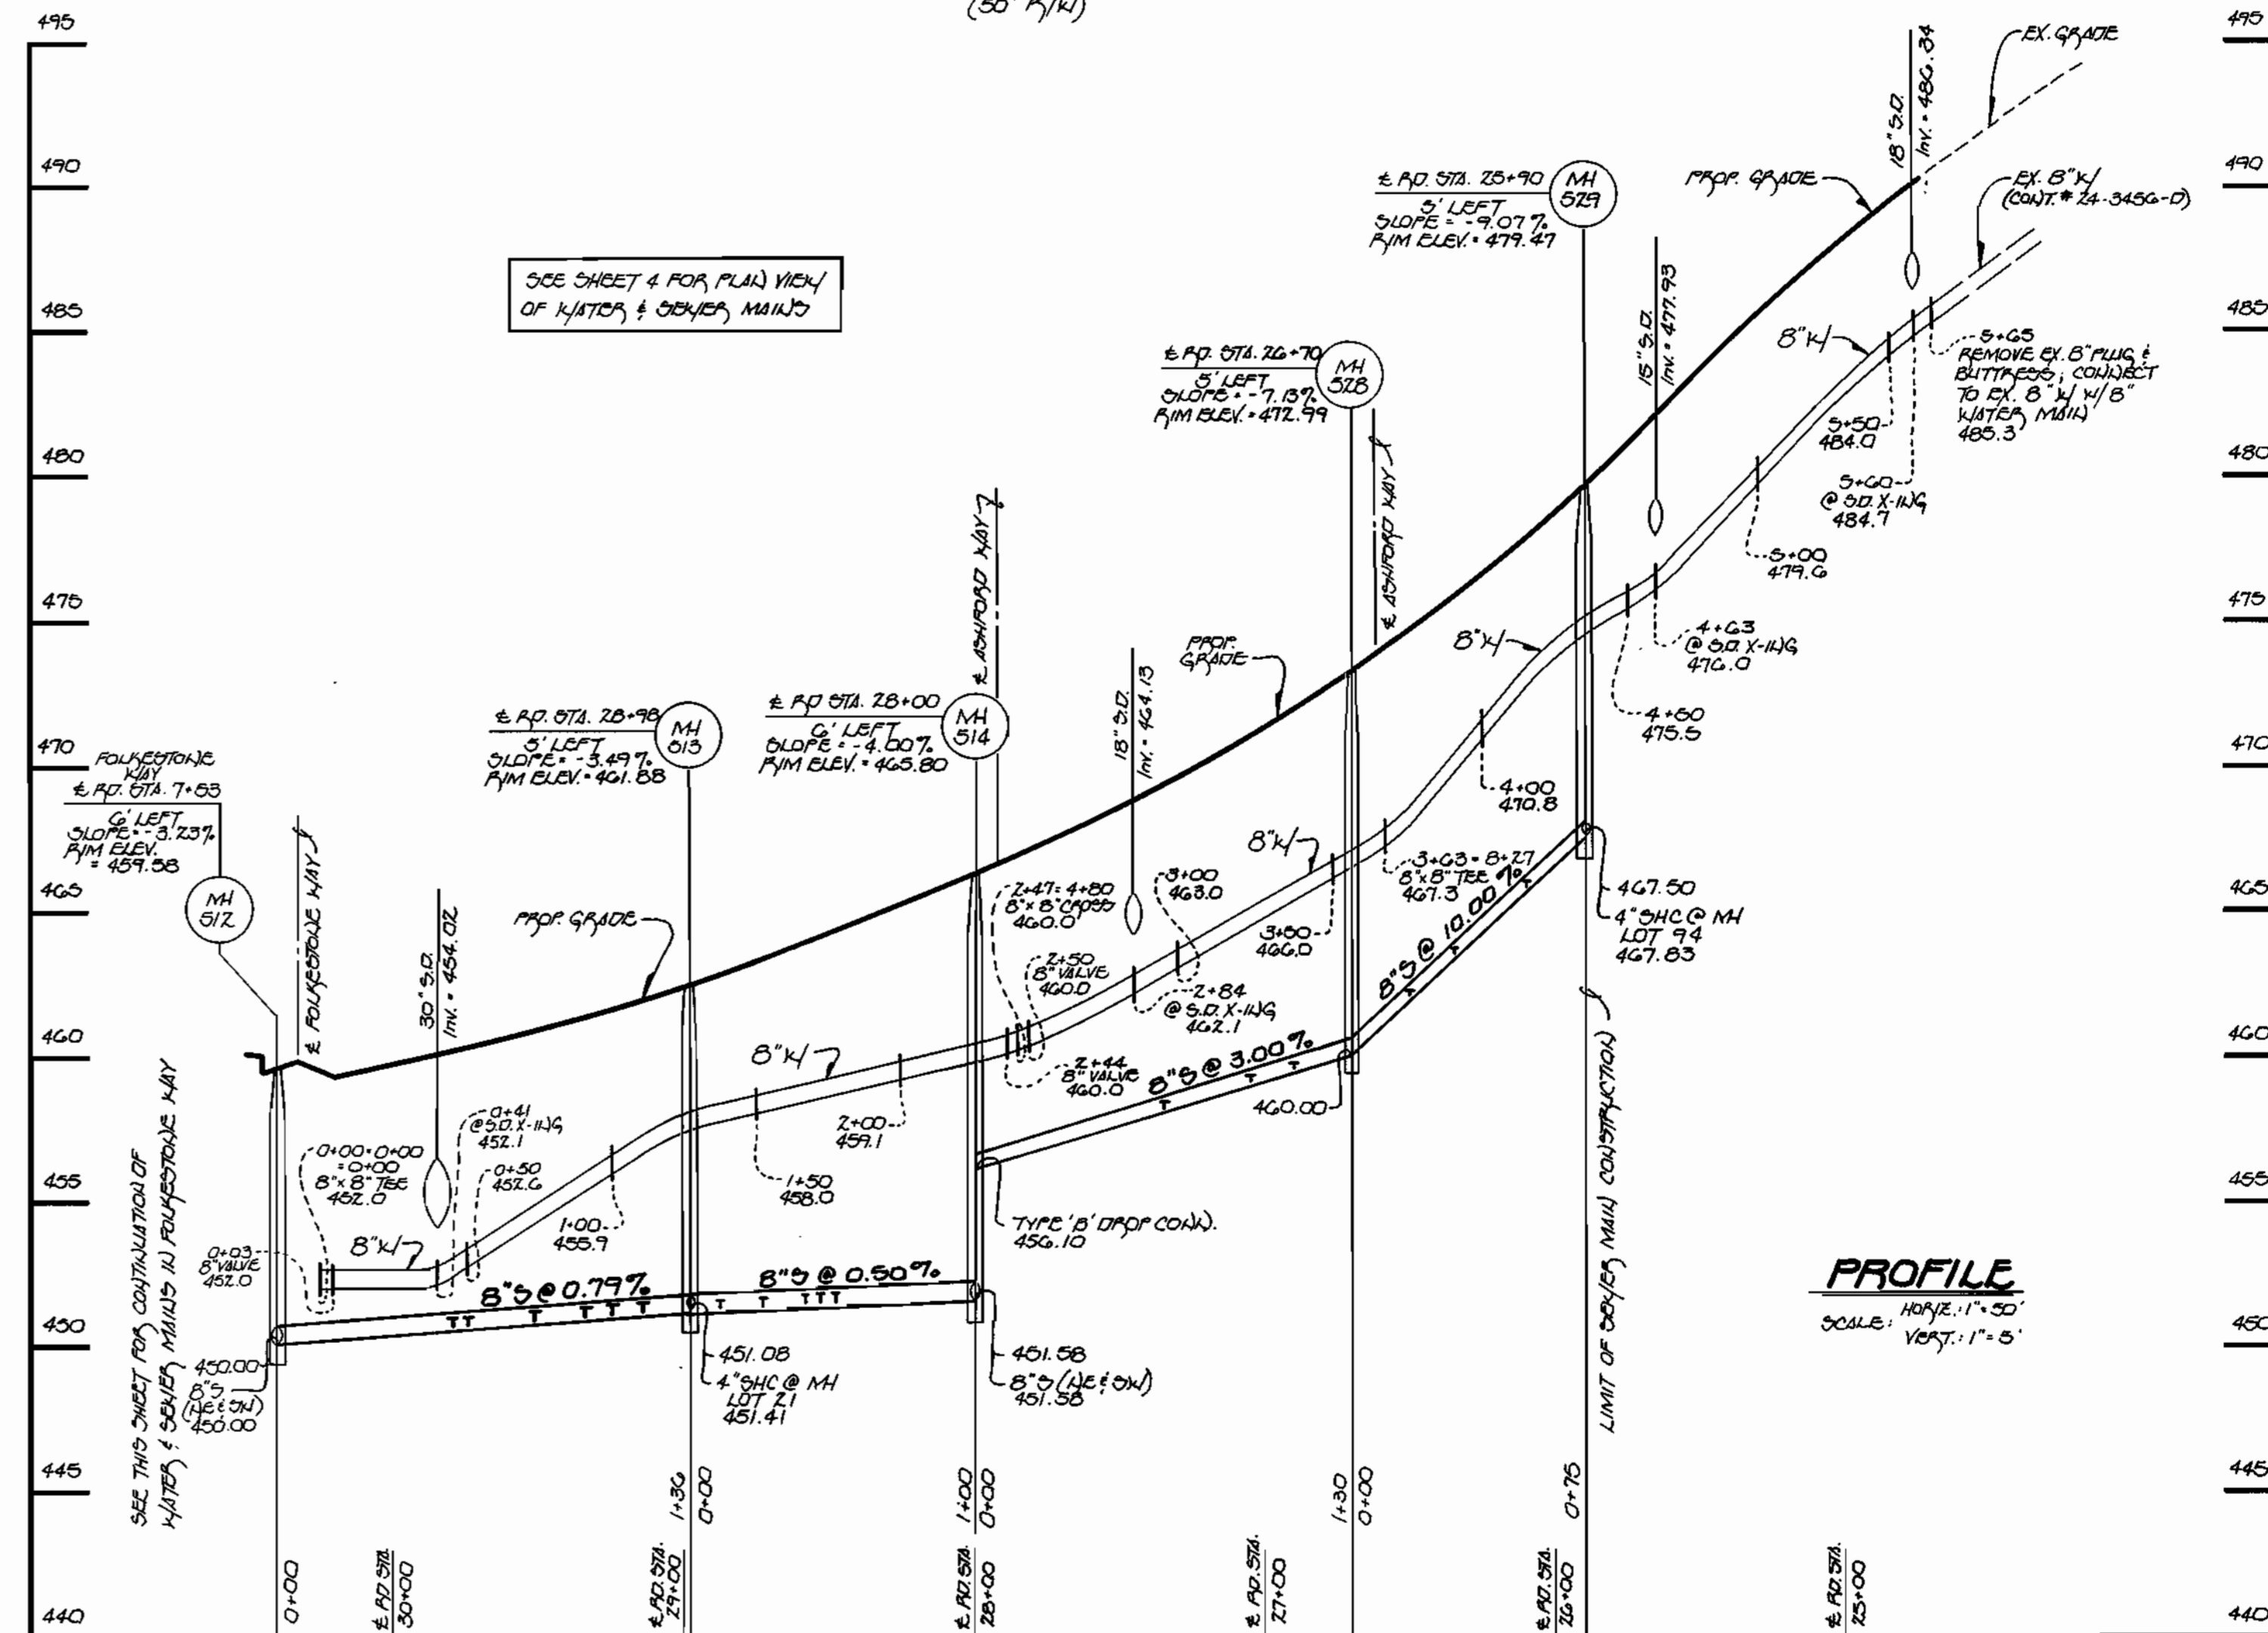 (50' R/W)
495
490
485
480
475
470
465
460
455
450
445
440
495
490
485
480
475
470
465
460
455
450
445
440
SEE SHEET 4 FOR PLAN VIEW
OF WATER & SEWER MAINS
FOLKESTONE
WAY
℄ RD. STA. 7+53
6' LEFT
SLOPE = -3.23%
RIM ELEV.
= 459.58
MH
512
℄ FOLKESTONE WAY
30" S.D.
Inv. = 454.02
PROP. GRADE
℄ RD. STA. 28+98
5' LEFT
SLOPE = -3.49%
RIM ELEV. = 461.88
MH
513
℄ RD STA. 28+00
6' LEFT
SLOPE = -4.00%
RIM ELEV. = 465.80
MH
514
℄ ASHFORD WAY
18" S.D.
Inv. = 464.13
PROP.
GRADE
℄ RD. STA. 26+70
5' LEFT
SLOPE = -7.13%
RIM ELEV. = 472.99
MH
528
℄ ASHFORD WAY
℄ RD. STA. 25+90
5' LEFT
SLOPE = -9.07%
RIM ELEV. = 479.47
MH
529
15" S.D.
Inv. = 477.93
PROP. GRADE
18" S.D.
Inv. = 486.34
EX. GRADE
EX. 8" W
(CONT. # 24-3456-D)
8" W
5+65
REMOVE EX. 8" PLUG &
BUTTRESS; CONNECT
TO EX. 8" W W/ 8"
WATER MAIN
485.3
5+50
484.0
5+60
@ S.D. X-ING
484.7
5+00
479.6
4+63
@ S.D. X-ING
476.0
4+50
475.5
8" W
4+00
470.8
3+63 = 8+27
8" x 8" TEE
467.3
8" W
3+50
466.0
3+00
463.0
2+84
@ S.D. X-ING
462.1
2+47 = 4+80
8" x 8" CROSS
460.0
2+50
8" VALVE
460.0
2+44
8" VALVE
460.0
8" W
2+00
459.1
1+50
458.0
1+00
455.9
0+41
@ S.D. X-ING
452.1
0+50
452.6
0+00 = 0+00
= 0+00
8" x 8" TEE
452.0
0+03
8" VALVE
452.0
8" W
8" S @ 0.79%
T T T T T T
8" S @ 0.50%
T T T T T
8" S @ 3.00%
T T T
8" S @ 10.00%
T T T
450.00
8" S
(NE & SW)
450.00
451.08
4" SHC @ MH
LOT 21
451.41
451.58
8" S (NE & SW)
451.58
TYPE 'B' DROP CONN.
456.10
460.00
467.50
4" SHC @ MH
LOT 94
467.83
LIMIT OF SEWER MAIN CONSTRUCTION
SEE THIS SHEET FOR CONTINUATION OF
WATER & SEWER MAINS IN FOLKESTONE WAY
PROFILE
SCALE: HORIZ.: 1" = 50'
VERT.: 1" = 5'
0+00
1+36
0+00
1+00
0+00
1+30
0+00
0+75
℄ RD. STA.
30+00
℄ RD. STA.
29+00
℄ RD. STA.
28+00
℄ RD. STA.
27+00
℄ RD. STA.
26+00
℄ RD. STA.
25+00